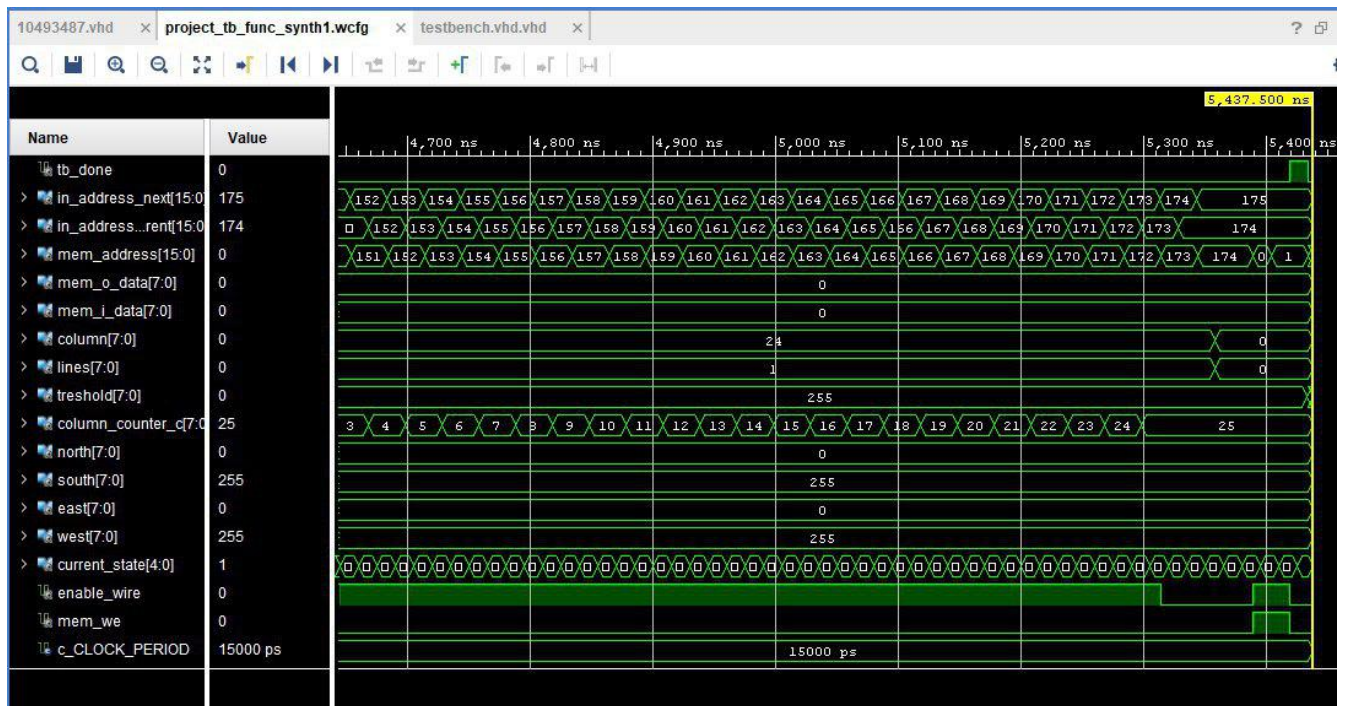 10493487.vhd × project_tb_func_synth1.wcfg × testbench.vhd.vhd ×
5,437.500 ns
Name Value
4,700 ns 4,800 ns 4,900 ns 5,000 ns 5,100 ns 5,200 ns 5,300 ns 5,400 ns
tb_done 0
in_address_next[15:0] 175 152 153 154 155 156 157 158 159 160 161 162 163 164 165 166 167 168 169 170 171 172 173 174 175
in_address...rent[15:0 174 152 153 154 155 156 157 158 159 160 161 162 163 164 165 166 167 168 169 170 171 172 173 174
mem_address[15:0] 0 151 152 153 154 155 156 157 158 159 160 161 162 163 164 165 166 167 168 169 170 171 172 173 174 0 1
mem_o_data[7:0] 0 0
mem_i_data[7:0] 0 0
column[7:0] 0 24 0
lines[7:0] 0 1 0
treshold[7:0] 0 255
column_counter_c[7:0 25 3 4 5 6 7 8 9 10 11 12 13 14 15 16 17 18 19 20 21 22 23 24 25
north[7:0] 0 0
south[7:0] 255 255
east[7:0] 0 0
west[7:0] 255 255
current_state[4:0] 1
enable_wire 0
mem_we 0
c_CLOCK_PERIOD 15000 ps 15000 ps